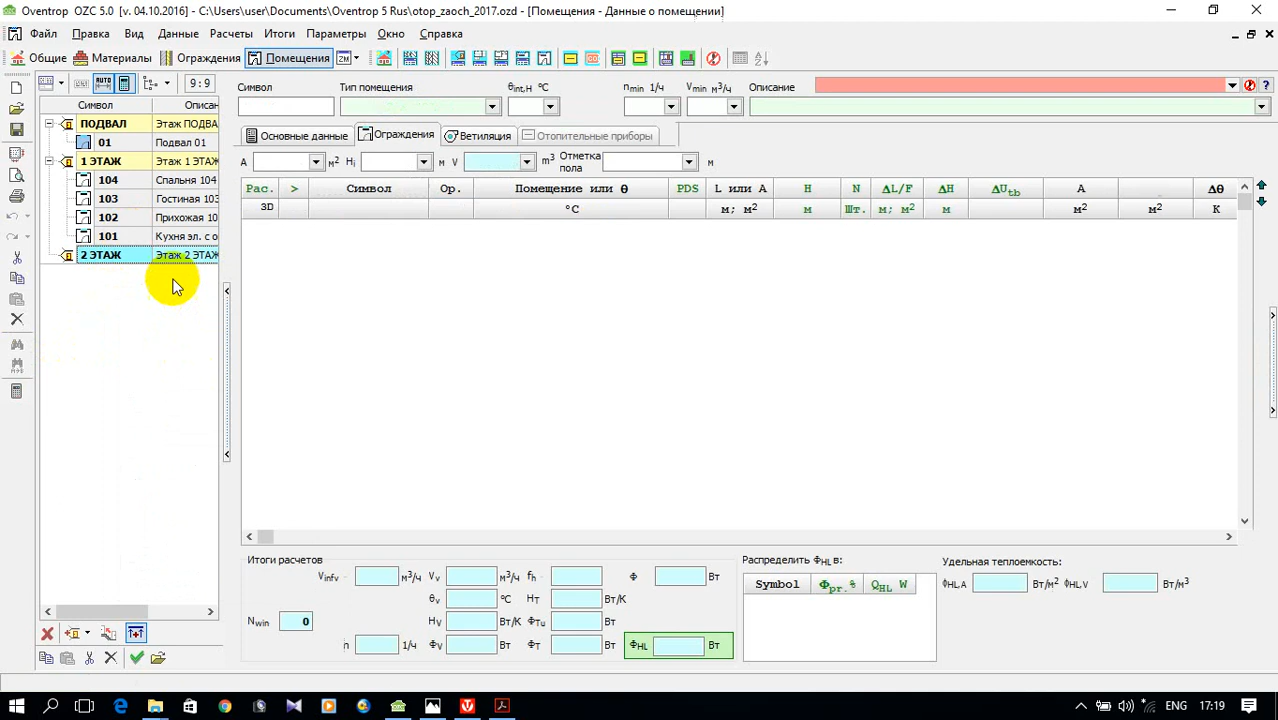 Oventrop OZC 5.0 [v. 04.10.2016] - C:\Users\user\Documents\Oventrop 5 Rus\otop_zaoch_2017.ozd - [Помещения - Данные о помещении]
Файл Правка Вид Данные Расчеты Итоги Параметры Окно Справка
Общие Материалы Ограждения Помещения
AUTO 9:9
Символ Тип помещения θint,H °C nmin 1/ч Vmin м³/ч Описание
Символ Описан
ПОДВАЛ Этаж ПОДВА
01 Подвал 01
1 ЭТАЖ Этаж 1 ЭТАЖ
104 Спальня 104
103 Гостиная 103
102 Прихожая 10
101 Кухня эл. с о
2 ЭТАЖ Этаж 2 ЭТАЖ
Основные данные Ограждения Ветиляция Отопительные приборы
A м² Hi м V м³ Отметка пола м
Рас. > Символ Ор. Помещение или θ PDS L или A H N ΔL/F ΔH ΔUtb A Δθ
3D °C м; м² м Шт. м; м² м м² м² K
Итоги расчетов
Vinfv м³/ч Vv м³/ч fh Φ Вт
θv °C HT Вт/K
Nwin 0 HV Вт/K ΦTu Вт
n 1/ч ΦV Вт ΦT Вт ΦHL Вт
Распределить ΦHL в:
Symbol Φpr.% QHL W
Удельная теплоемкость:
ΦHL,A Вт/м² ΦHL,V Вт/м³
ENG 17:19